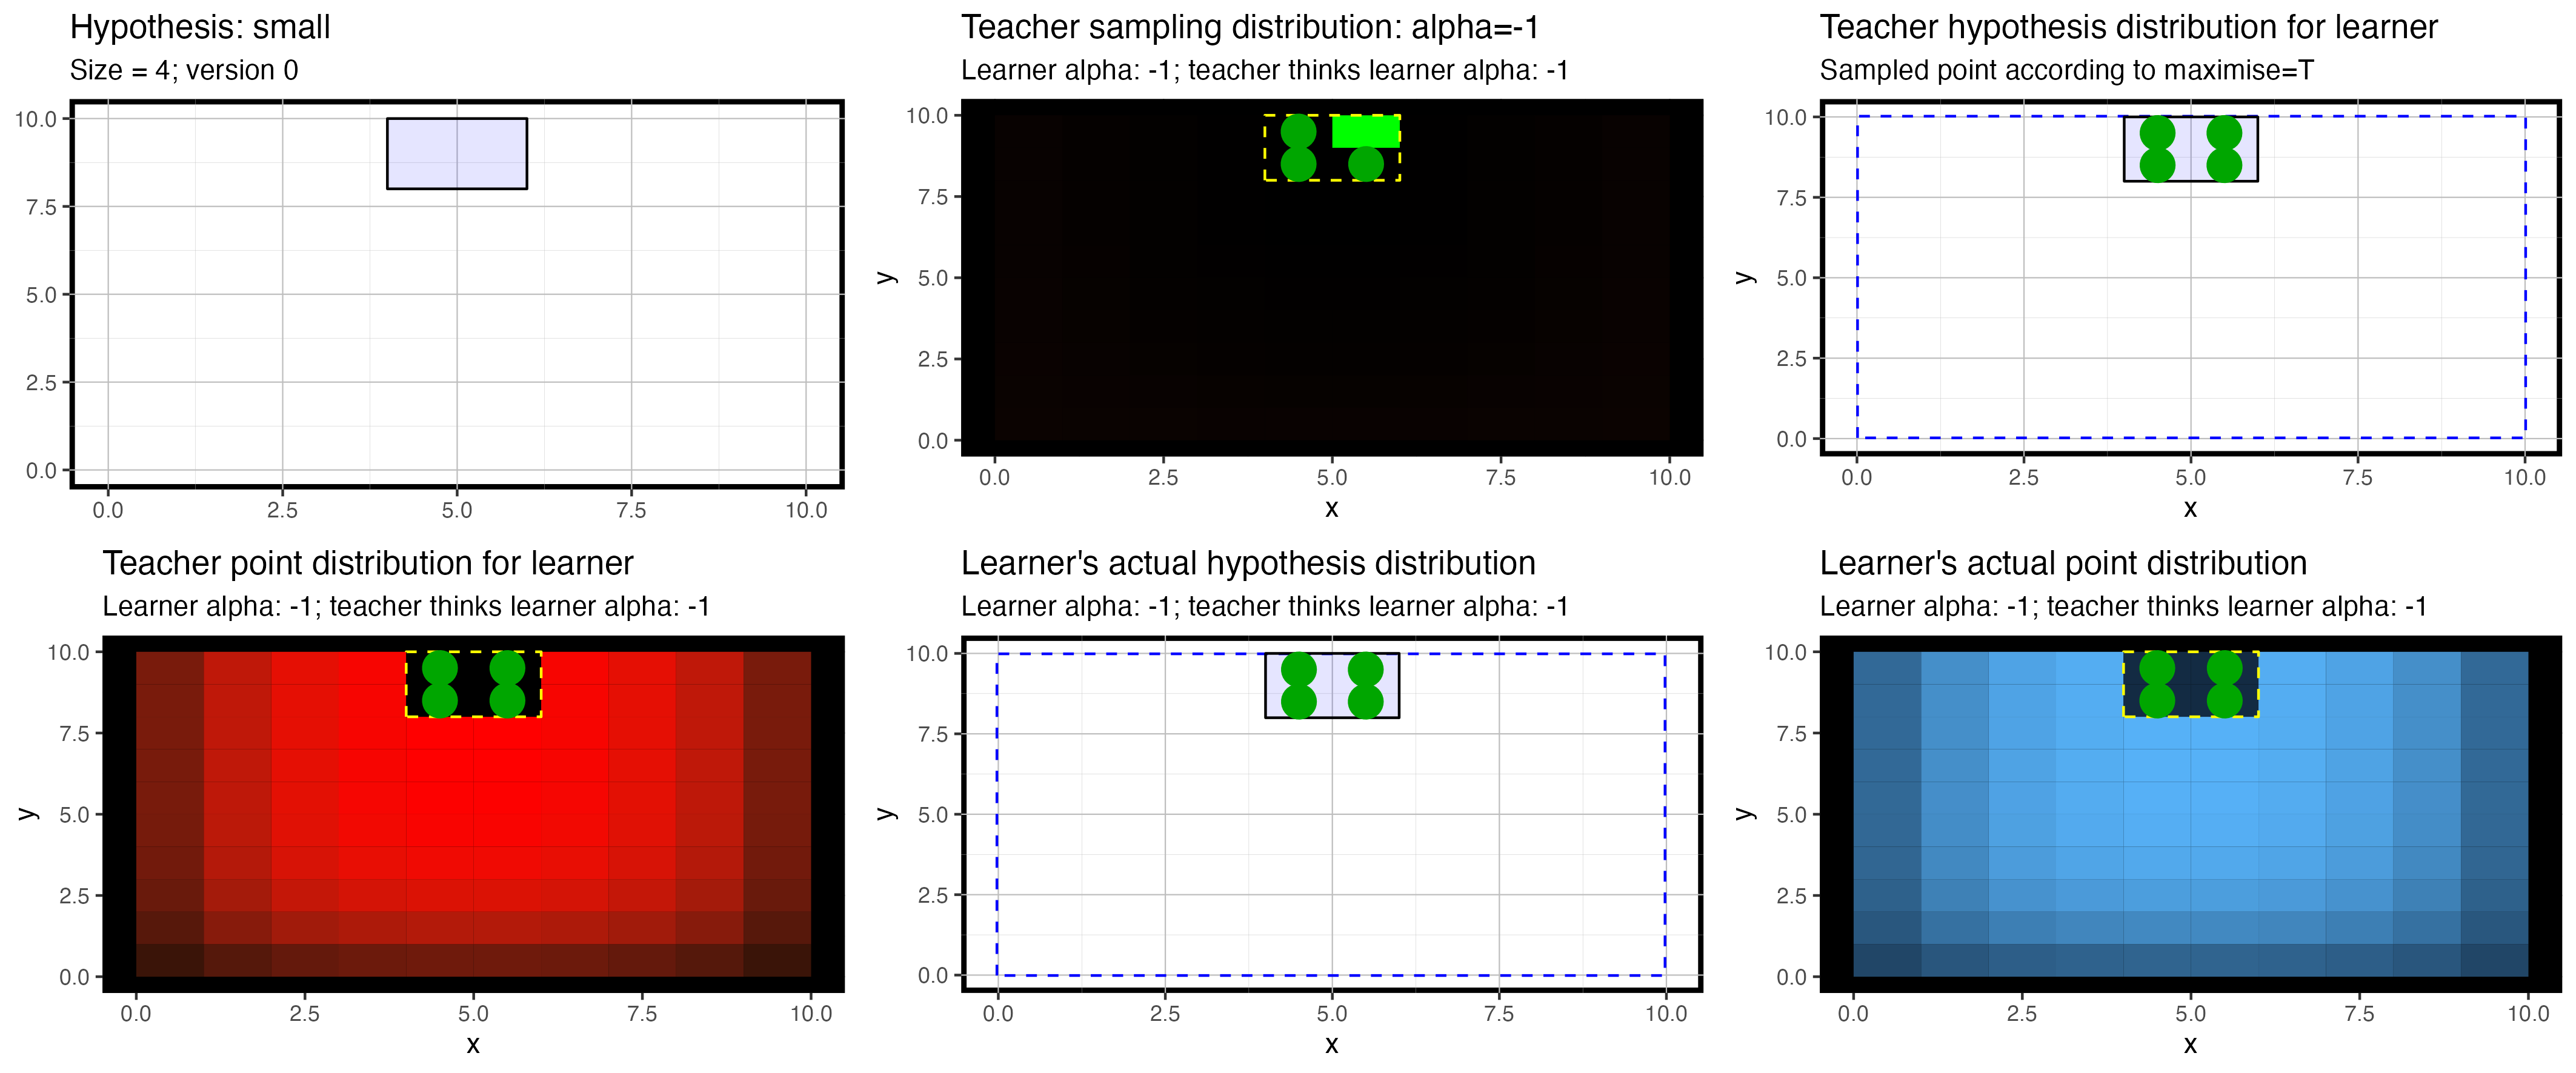 Hypothesis: small
Size = 4; version 0
10.0
7.5
5.0
2.5
0.0
0.0 2.5 5.0 7.5 10.0
Teacher sampling distribution: alpha=-1
Learner alpha: -1; teacher thinks learner alpha: -1
y
10.0
7.5
5.0
2.5
0.0
0.0 2.5 5.0 7.5 10.0
x
Teacher hypothesis distribution for learner
Sampled point according to maximise=T
y
10.0
7.5
5.0
2.5
0.0
0.0 2.5 5.0 7.5 10.0
x
Teacher point distribution for learner
Learner alpha: -1; teacher thinks learner alpha: -1
y
10.0
7.5
5.0
2.5
0.0
0.0 2.5 5.0 7.5 10.0
x
Learner's actual hypothesis distribution
Learner alpha: -1; teacher thinks learner alpha: -1
y
10.0
7.5
5.0
2.5
0.0
0.0 2.5 5.0 7.5 10.0
x
Learner's actual point distribution
Learner alpha: -1; teacher thinks learner alpha: -1
y
10.0
7.5
5.0
2.5
0.0
0.0 2.5 5.0 7.5 10.0
x